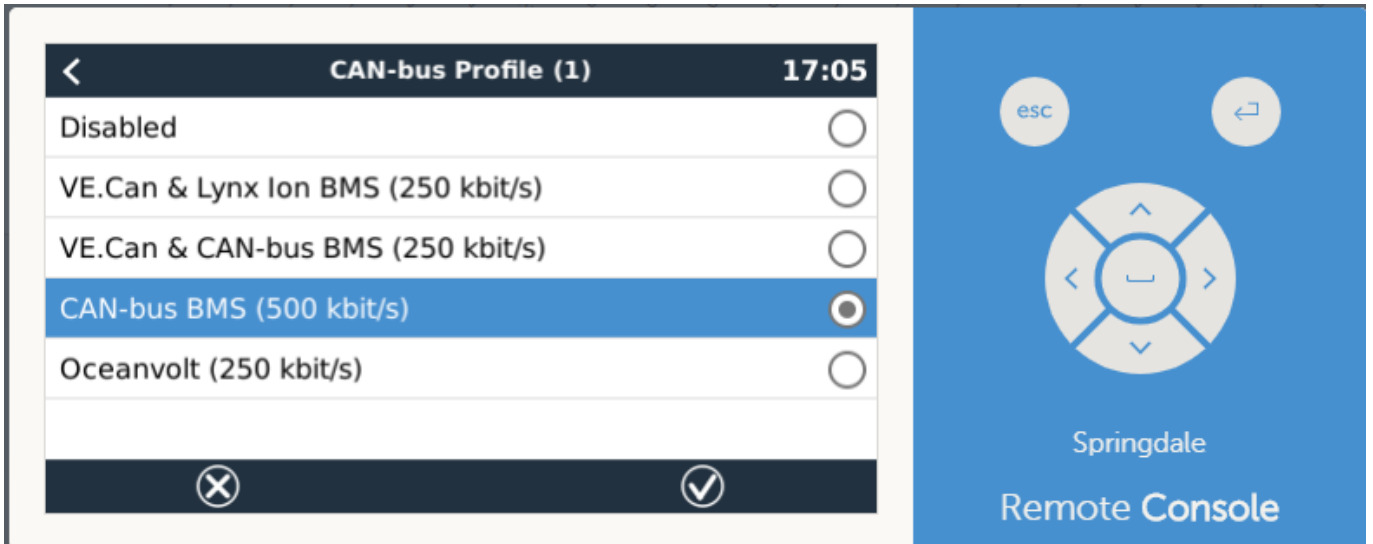 CAN-bus Profile (1) 17:05
Disabled
VE.Can & Lynx Ion BMS (250 kbit/s)
VE.Can & CAN-bus BMS (250 kbit/s)
CAN-bus BMS (500 kbit/s)
Oceanvolt (250 kbit/s)
esc
Springdale
Remote Console